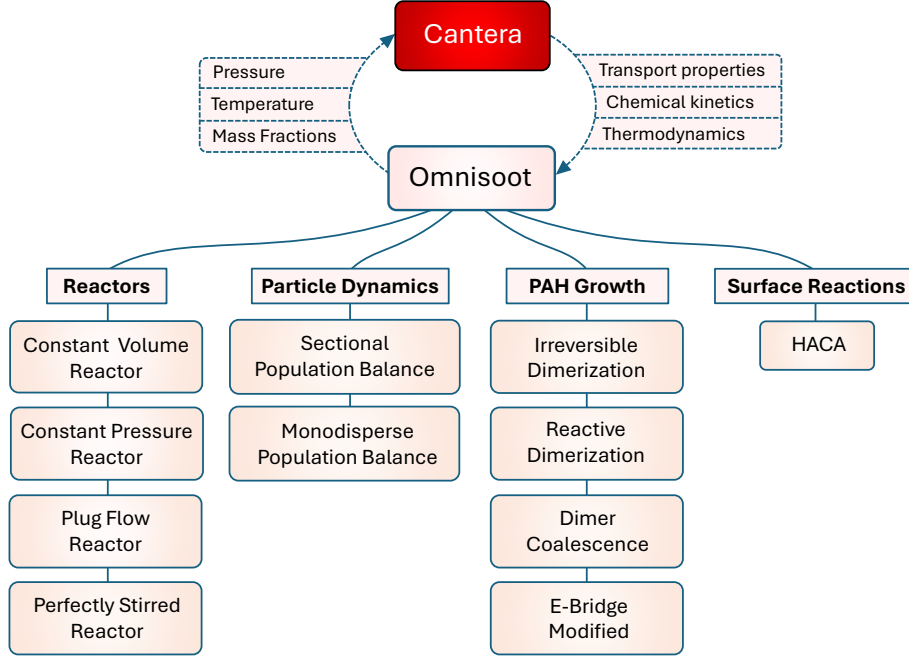 Cantera
Pressure
Temperature
Mass Fractions
Transport properties
Chemical kinetics
Thermodynamics
Omnisoot
Reactors
Constant Volume
Reactor
Constant Pressure
Reactor
Plug Flow
Reactor
Perfectly Stirred
Reactor
Particle Dynamics
Sectional
Population Balance
Monodisperse
Population Balance
PAH Growth
Irreversible
Dimerization
Reactive
Dimerization
Dimer
Coalescence
E-Bridge
Modified
Surface Reactions
HACA